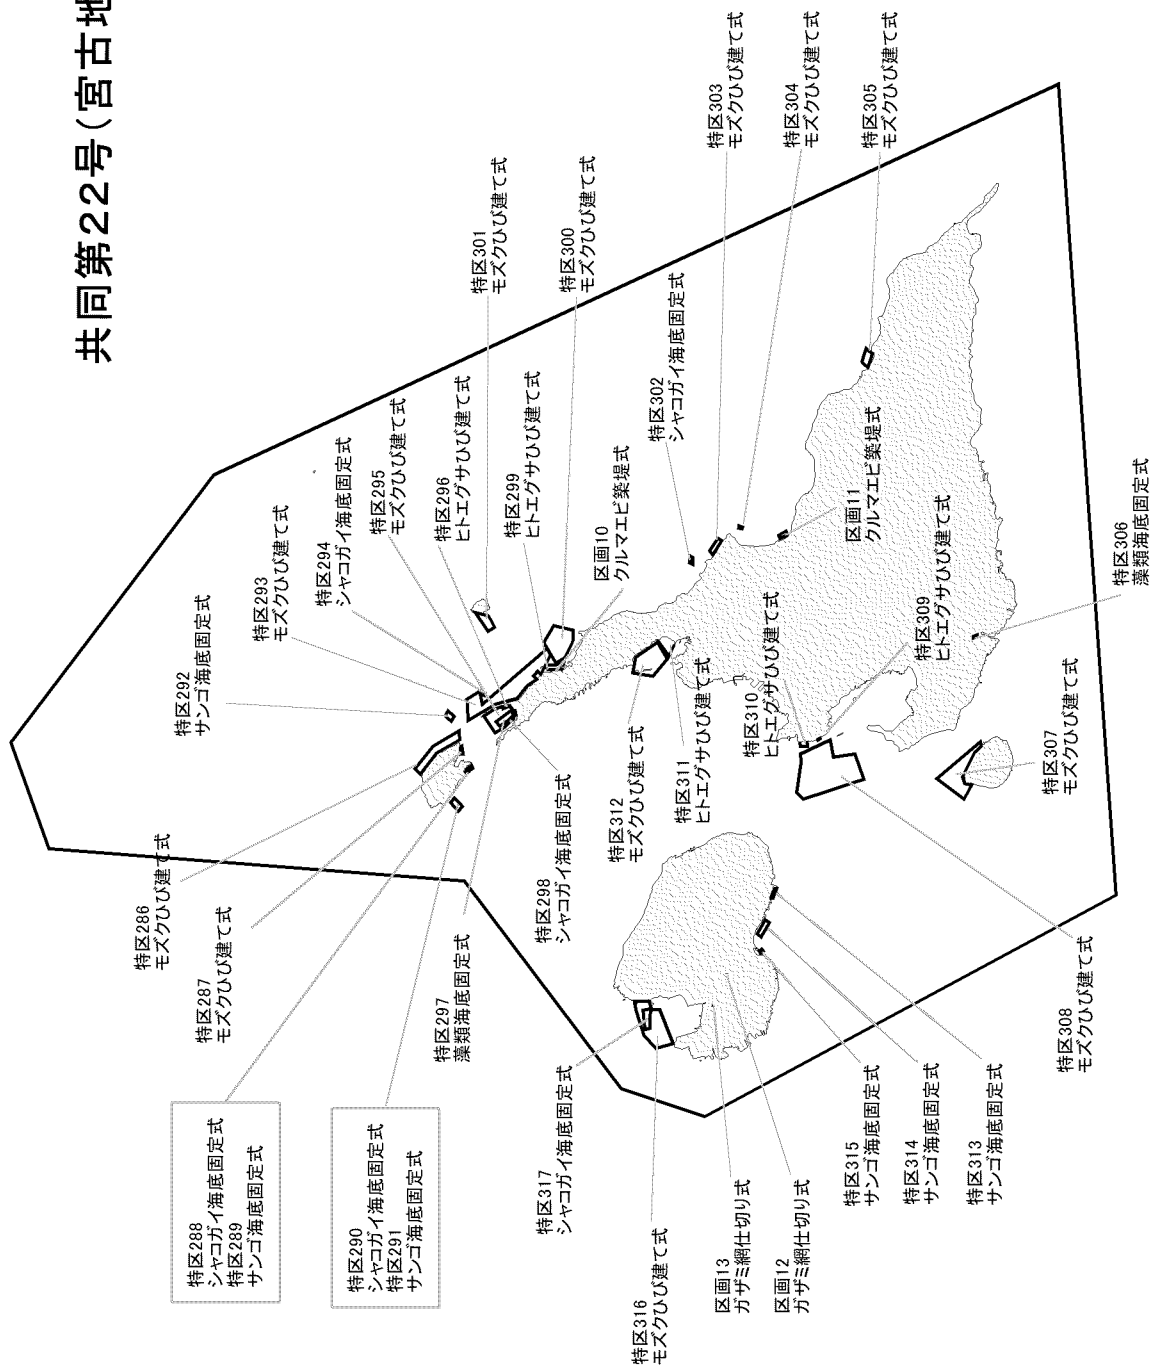 共同第22号(宮古地
特区286
モズクひび建て式
特区287
モズクひび建て式
特区288
シャコガイ海底固定式
特区289
サンゴ海底固定式
特区290
シャコガイ海底固定式
特区291
サンゴ海底固定式
特区292
サンゴ海底固定式
特区293
モズクひび建て式
特区294
シャコガイ海底固定式
特区295
モズクひび建て式
特区296
ヒトエグサひび建て式
特区297
藻類海底固定式
特区298
シャコガイ海底固定式
特区299
ヒトエグサひび建て式
特区300
モズクひび建て式
特区301
モズクひび建て式
区画10
クルマエビ築堤式
特区302
シャコガイ海底固定式
特区303
モズクひび建て式
特区304
モズクひび建て式
特区305
モズクひび建て式
区画11
クルマエビ築堤式
特区306
藻類海底固定式
特区307
モズクひび建て式
特区308
モズクひび建て式
特区309
ヒトエグサひび建て式
特区310
ヒトエグサひび建て式
特区311
ヒトエグサひび建て式
特区312
モズクひび建て式
特区313
サンゴ海底固定式
特区314
サンゴ海底固定式
特区315
サンゴ海底固定式
区画12
ガザミ網仕切り式
区画13
ガザミ網仕切り式
特区316
モズクひび建て式
特区317
シャコガイ海底固定式